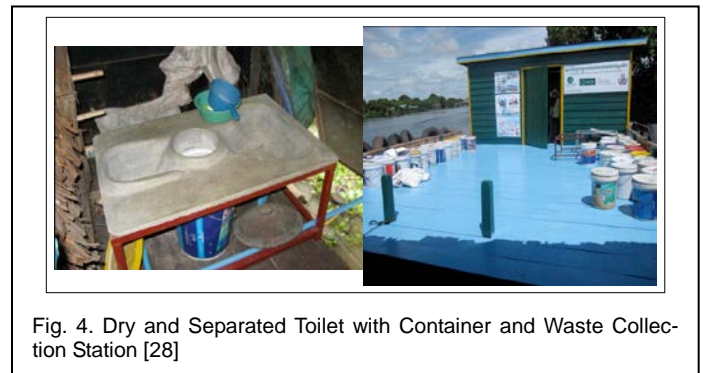 Fig. 4. Dry and Separated Toilet with Container and Waste Collec-
tion Station [28]